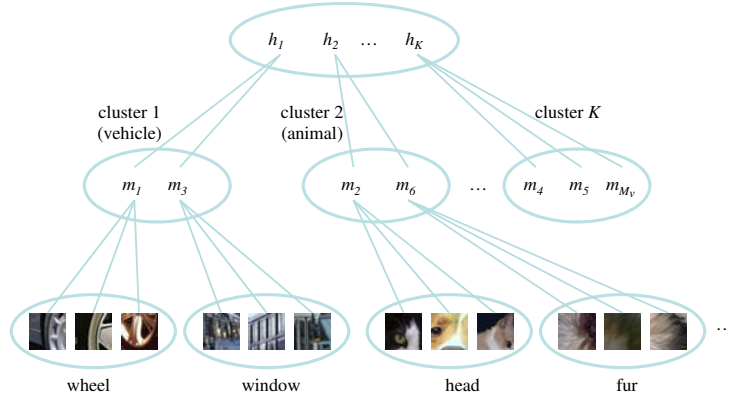 h1 h2 … hK
cluster 1
(vehicle)
cluster 2
(animal)
cluster K
m1 m3
m2 m6
…
m4 m5 mMv
…
wheel
window
head
fur